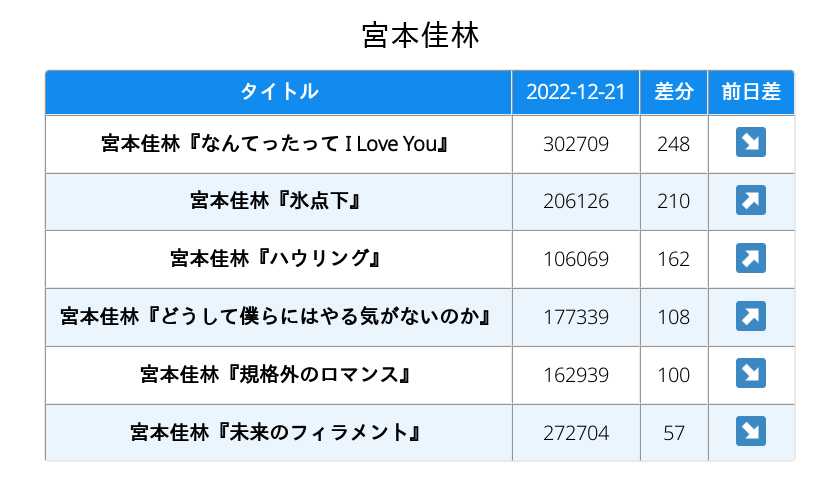 宮本佳林
タイトル 2022-12-21 差分 前日差
宮本佳林『なんてったって I Love You』 302709 248 ↘
宮本佳林『氷点下』 206126 210 ↗
宮本佳林『ハウリング』 106069 162 ↗
宮本佳林『どうして僕らにはやる気がないのか』 177339 108 ↗
宮本佳林『規格外のロマンス』 162939 100 ↘
宮本佳林『未来のフィラメント』 272704 57 ↘